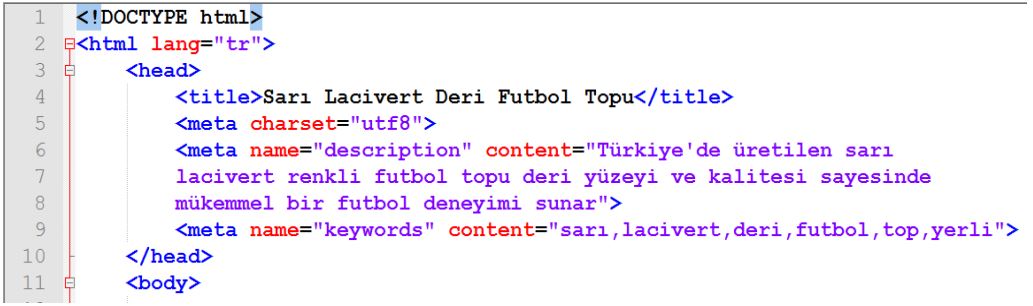 1 <!DOCTYPE html>
2 <html lang="tr">
3 <head>
4 <title>Sarı Lacivert Deri Futbol Topu</title>
5 <meta charset="utf8">
6 <meta name="description" content="Türkiye'de üretilen sarı
7 lacivert renkli futbol topu deri yüzeyi ve kalitesi sayesinde
8 mükemmel bir futbol deneyimi sunar">
9 <meta name="keywords" content="sarı,lacivert,deri,futbol,top,yerli">
10 </head>
11 <body>